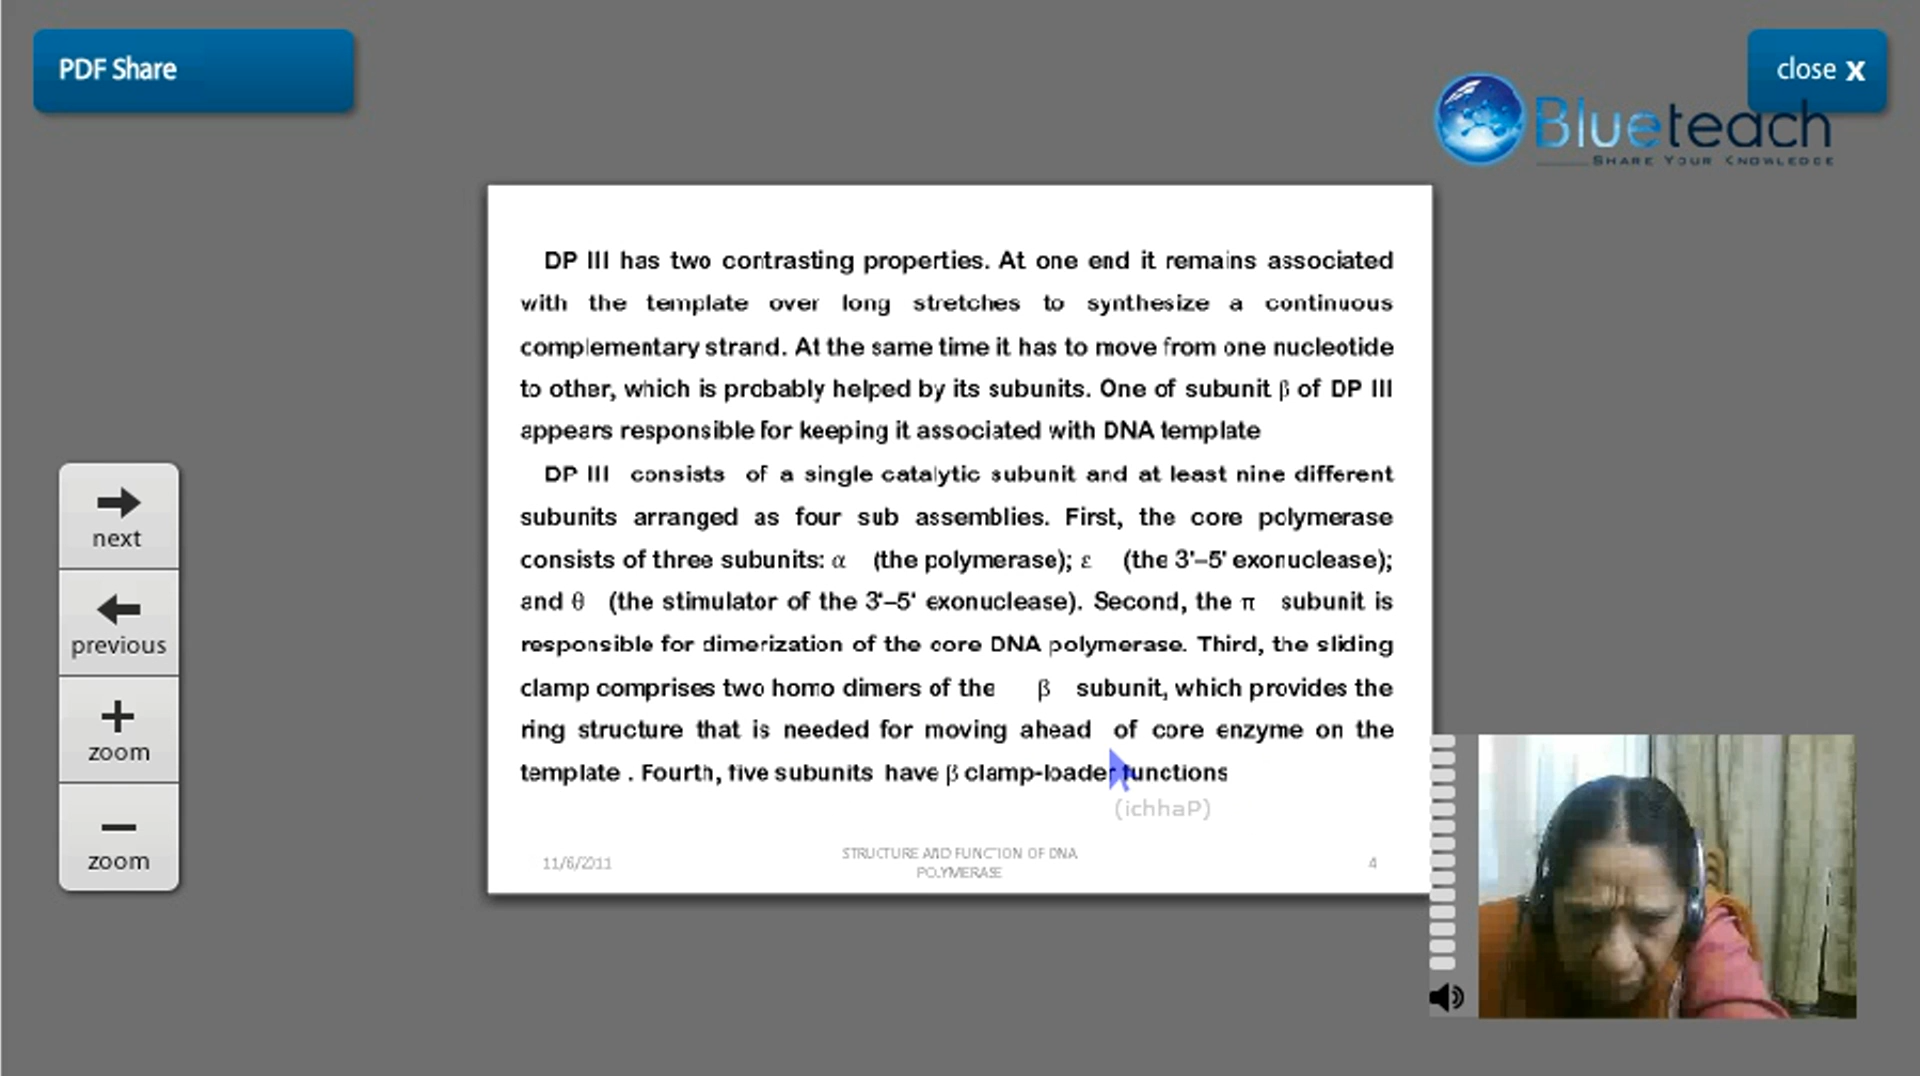 PDF Share
close X
Blueteach
SHARE YOUR KNOWLEDGE
DP III has two contrasting properties. At one end it remains associated
with the template over long stretches to synthesize a continuous
complementary strand. At the same time it has to move from one nucleotide
to other, which is probably helped by its subunits. One of subunit β of DP III
appears responsible for keeping it associated with DNA template
DP III consists of a single catalytic subunit and at least nine different
subunits arranged as four sub assemblies. First, the core polymerase
consists of three subunits: α (the polymerase); ε (the 3'–5' exonuclease);
and θ (the stimulator of the 3'–5' exonuclease). Second, the π subunit is
responsible for dimerization of the core DNA polymerase. Third, the sliding
clamp comprises two homo dimers of the β subunit, which provides the
ring structure that is needed for moving ahead of core enzyme on the
template . Fourth, five subunits have β clamp-loader functions
(ichhaP)
11/6/2011
STRUCTURE AND FUNCTION OF DNA
POLYMERASE
4
next
previous
zoom
zoom